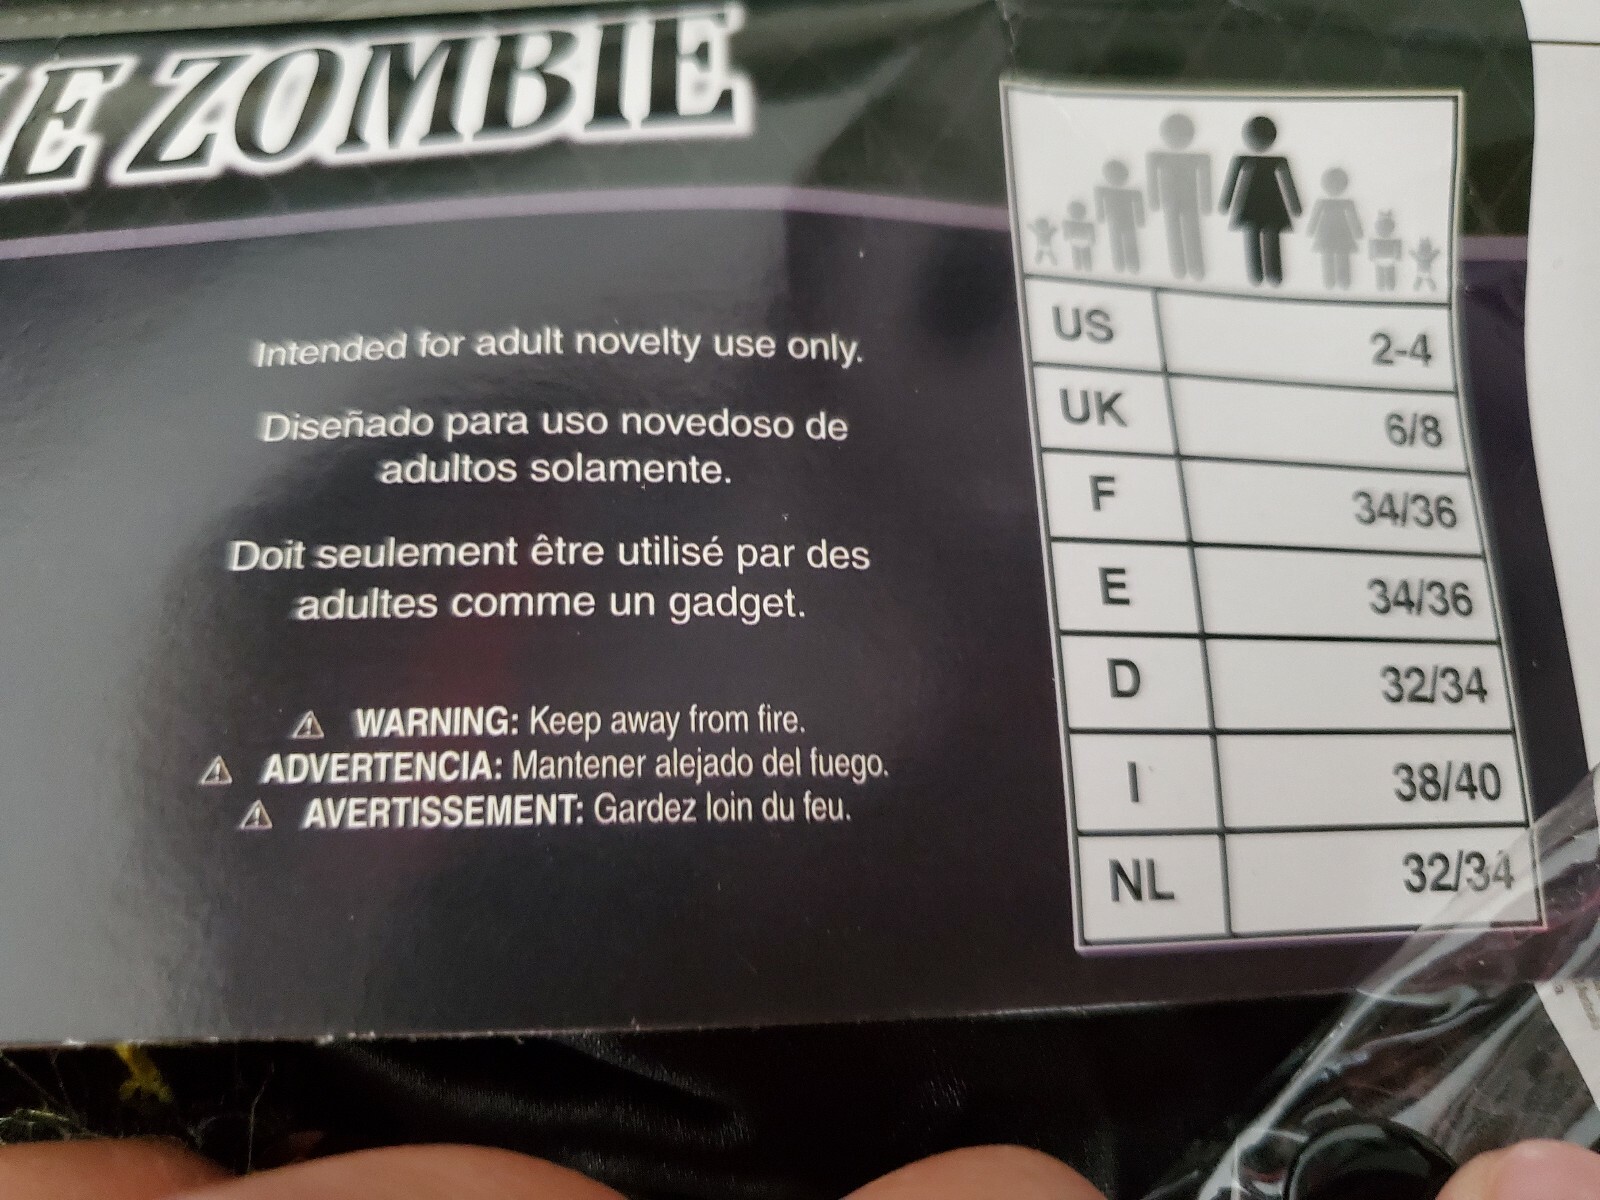 E ZOMBIE
Intended for adult novelty use only.
Diseñado para uso novedoso de
adultos solamente.
Doit seulement être utilisé par des
adultes comme un gadget.
⚠ WARNING: Keep away from fire.
⚠ ADVERTENCIA: Mantener alejado del fuego.
⚠ AVERTISSEMENT: Gardez loin du feu.
US 2-4
UK 6/8
F 34/36
E 34/36
D 32/34
I 38/40
NL 32/34